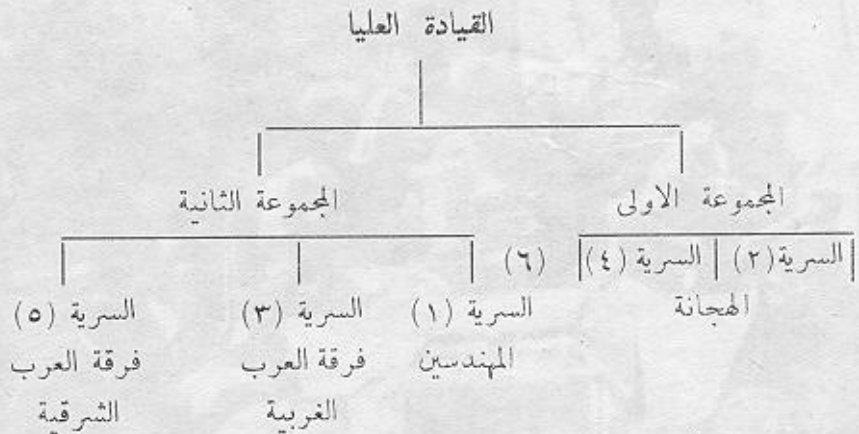 القيادة العليا
المجموعة الاولى
المجموعة الثانية
السرية (٢) السرية (٤) (٦)
الهجانة
السرية (١) السرية (٣) السرية (٥)
المهندسين فرقة العرب فرقة العرب
الغربية الشرقية